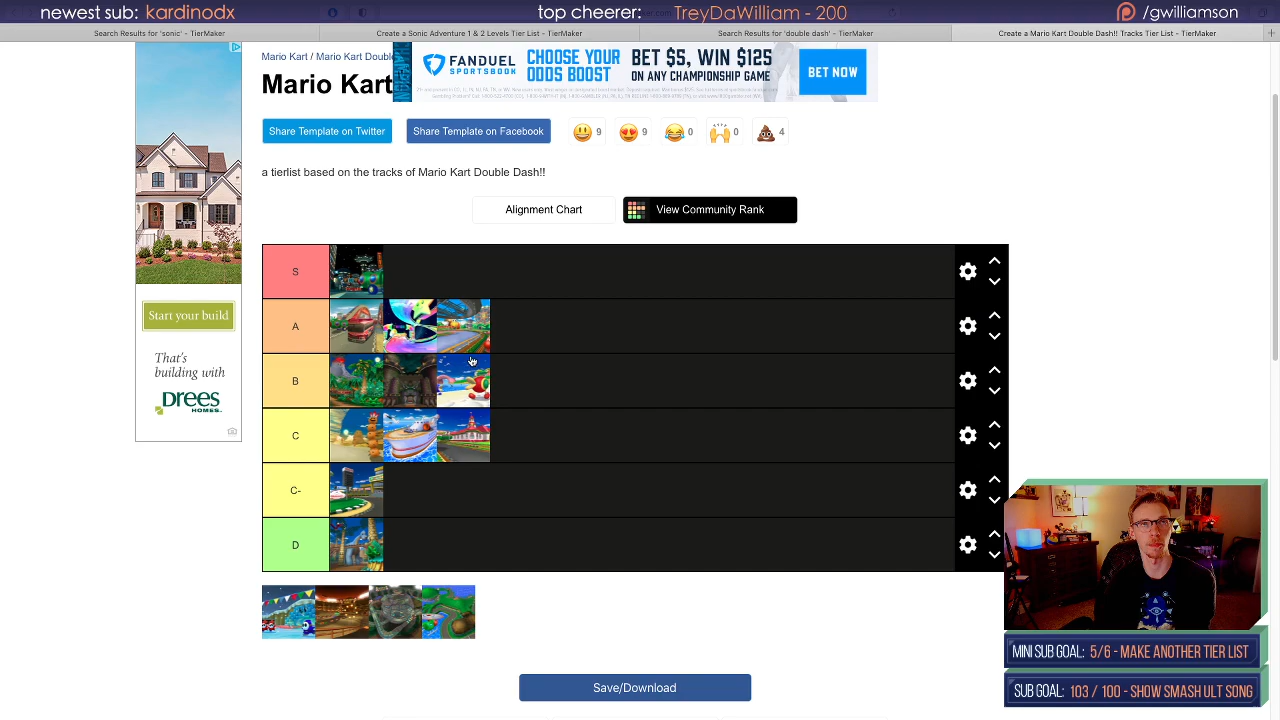 newest sub: kardinodx
top cheerer: TreyDaWilliam - 200
/gwilliamson
Search Results for 'sonic' - TierMaker
Create a Sonic Adventure 1 & 2 Levels Tier List - TierMaker
Search Results for 'double dash' - TierMaker
Create a Mario Kart Double Dash!! Tracks Tier List - TierMaker
Mario Kart / Mario Kart Doubl
Mario Kart
FANDUEL
SPORTSBOOK
CHOOSE YOUR
ODDS BOOST
BET $5, WIN $125
ON ANY CHAMPIONSHIP GAME
BET NOW
Share Template on Twitter
Share Template on Facebook
9
9
0
0
4
a tierlist based on the tracks of Mario Kart Double Dash!!
Alignment Chart
View Community Rank
S
A
B
C
C-
D
Start your build
That's
building with
Drees
HOMES
Save/Download
MINI SUB GOAL: 5/6 - MAKE ANOTHER TIER LIST
SUB GOAL: 103 / 100 - SHOW SMASH ULT SONG